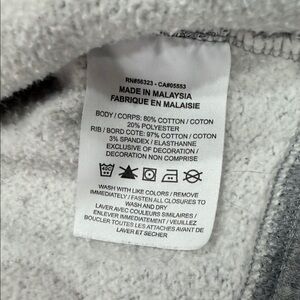 RN#56323 - CA#05553
MADE IN MALAYSIA
FABRIQUE EN MALAISIE
BODY / CORPS: 80% COTTON / COTON
20% POLYESTER
RIB / BORD COTE: 97% COTTON / COTON
3% SPANDEX / ELASTHANNE
EXCLUSIVE OF DECORATION /
DECORATION NON COMPRISE
WASH WITH LIKE COLORS / REMOVE
IMMEDIATELY / FASTEN ALL CLOSURES TO
WASH AND DRY
LAVER AVEC COULEURS SIMILAIRES /
ENLEVER IMMEDIATEMENT / VEUILLEZ
BOUCLER TOUTES LES ATTACHES AVANT DE
LAVER ET SECHER